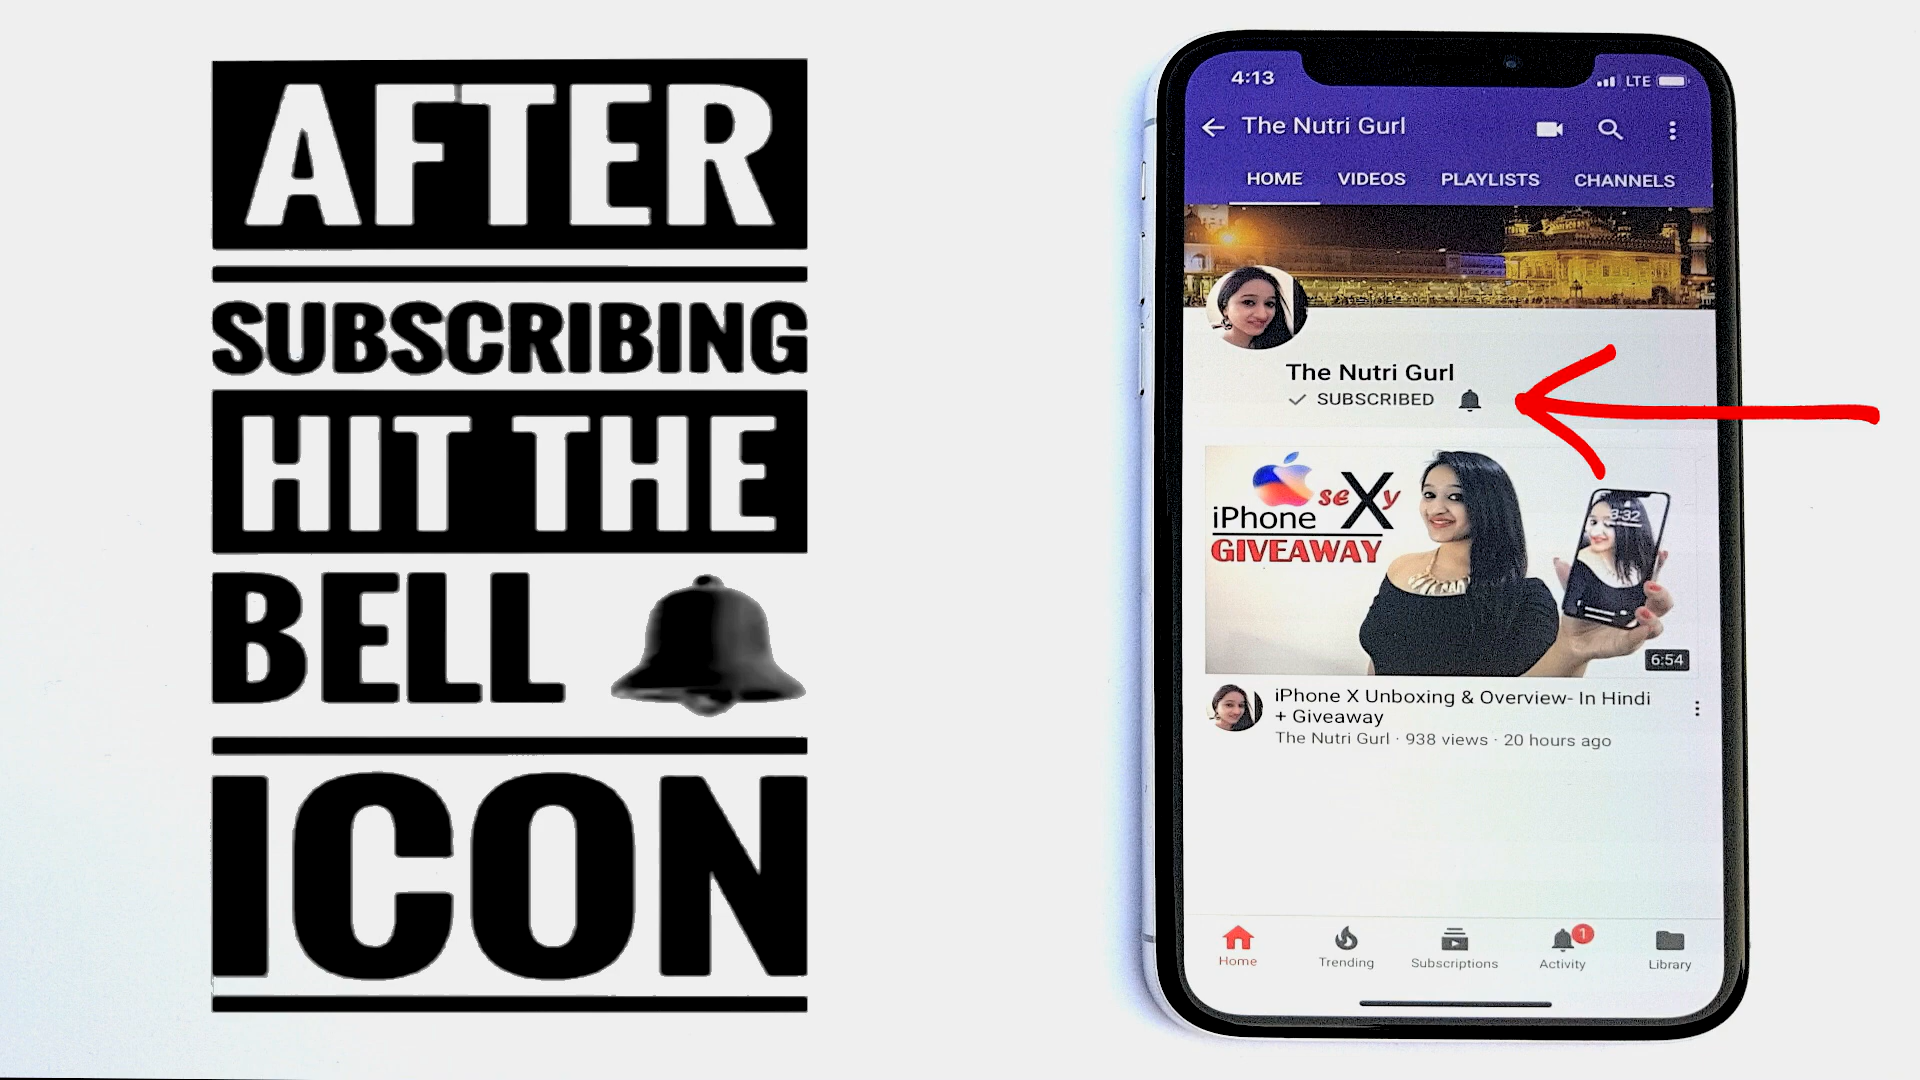 AFTER
SUBSCRIBING
HIT THE
BELL
ICON
4:13
LTE
The Nutri Gurl
HOME VIDEOS PLAYLISTS CHANNELS
The Nutri Gurl
SUBSCRIBED
iPhone seXy
GIVEAWAY
3:32
6:54
iPhone X Unboxing & Overview- In Hindi
+ Giveaway
The Nutri Gurl · 938 views · 20 hours ago
1
Home Trending Subscriptions Activity Library